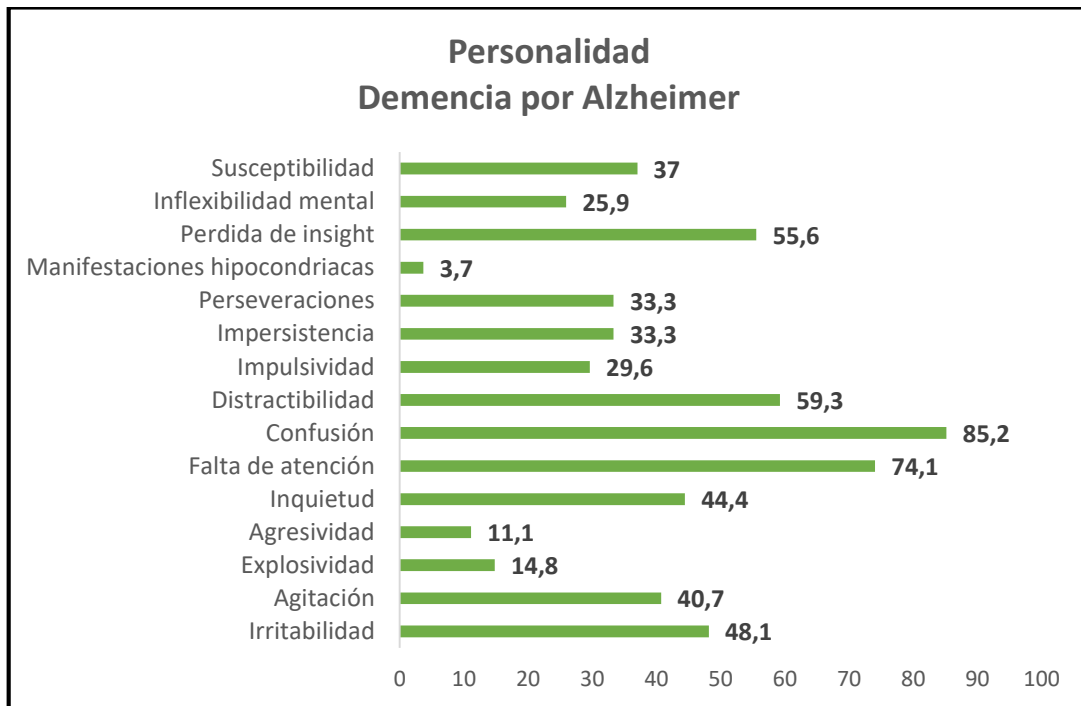 Personalidad
Demencia por Alzheimer
Susceptibilidad 37
Inflexibilidad mental 25,9
Perdida de insight 55,6
Manifestaciones hipocondriacas 3,7
Perseveraciones 33,3
Impersistencia 33,3
Impulsividad 29,6
Distractibilidad 59,3
Confusión 85,2
Falta de atención 74,1
Inquietud 44,4
Agresividad 11,1
Explosividad 14,8
Agitación 40,7
Irritabilidad 48,1
0 10 20 30 40 50 60 70 80 90 100